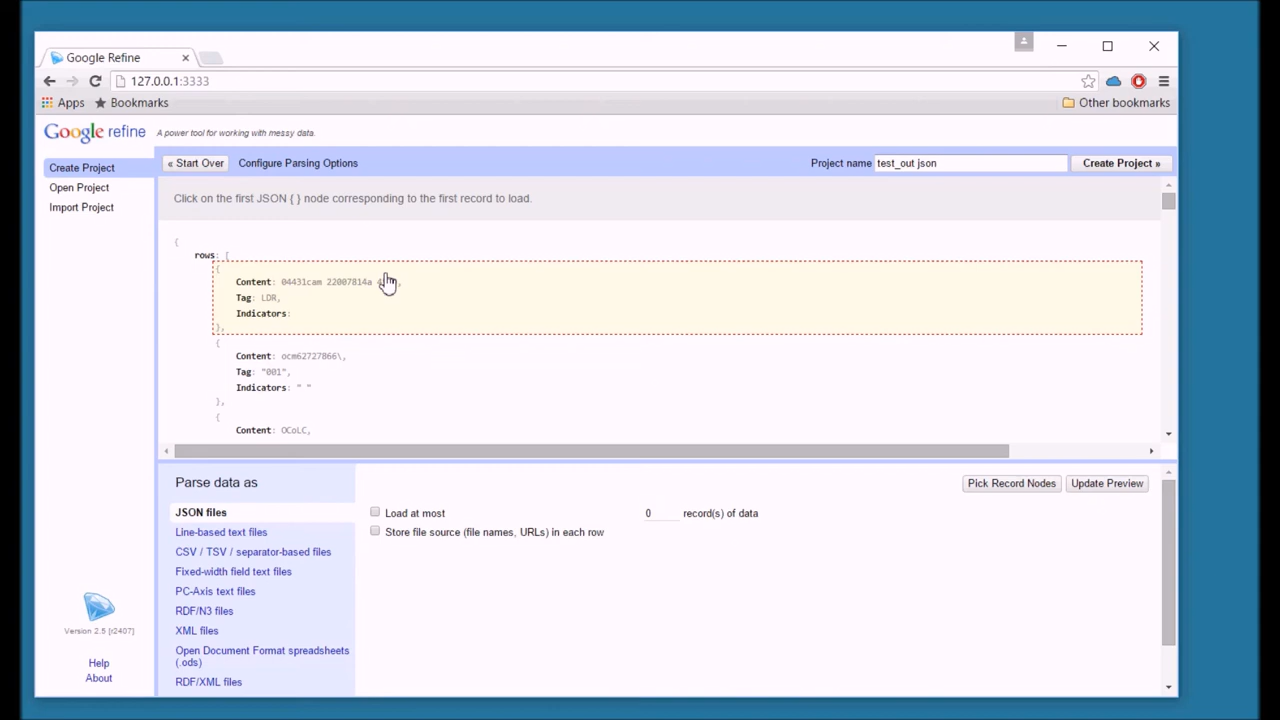 Google Refine
127.0.0.1:3333
Apps Bookmarks Other bookmarks
Google refine A power tool for working with messy data.
Create Project
Open Project
Import Project
« Start Over Configure Parsing Options Project name test_out json Create Project »
Click on the first JSON { } node corresponding to the first record to load.
{
rows: [
{
Content: 04431cam 22007814a
Tag: LDR,
Indicators:
},
{
Content: ocm62727866\,
Tag: "001",
Indicators: " "
},
{
Content: OCoLC,
Parse data as Pick Record Nodes Update Preview
JSON files
Line-based text files
CSV / TSV / separator-based files
Fixed-width field text files
PC-Axis text files
RDF/N3 files
XML files
Open Document Format spreadsheets
(.ods)
RDF/XML files
Load at most 0 record(s) of data
Store file source (file names, URLs) in each row
Version 2.5 [r2407]
Help
About